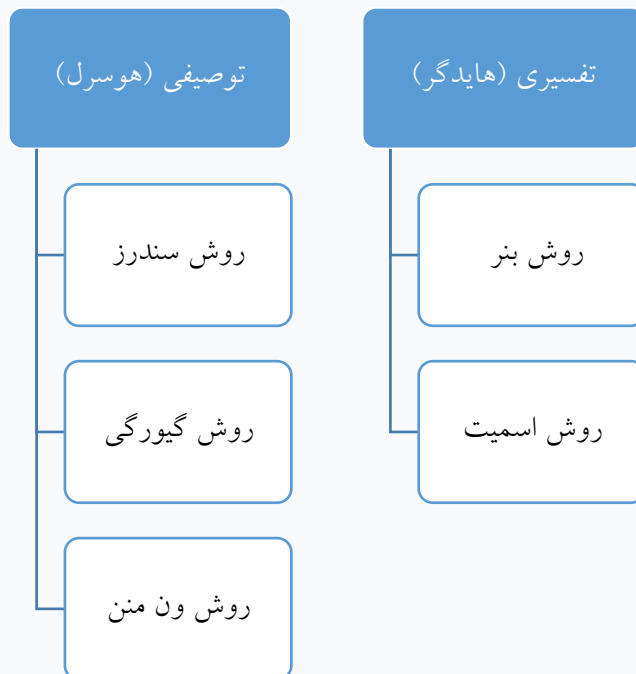 تفسیری (هایدگر)
روش بنر
روش اسمیت
توصیفی (هوسرل)
روش سندرز
روش گیورگی
روش ون منن